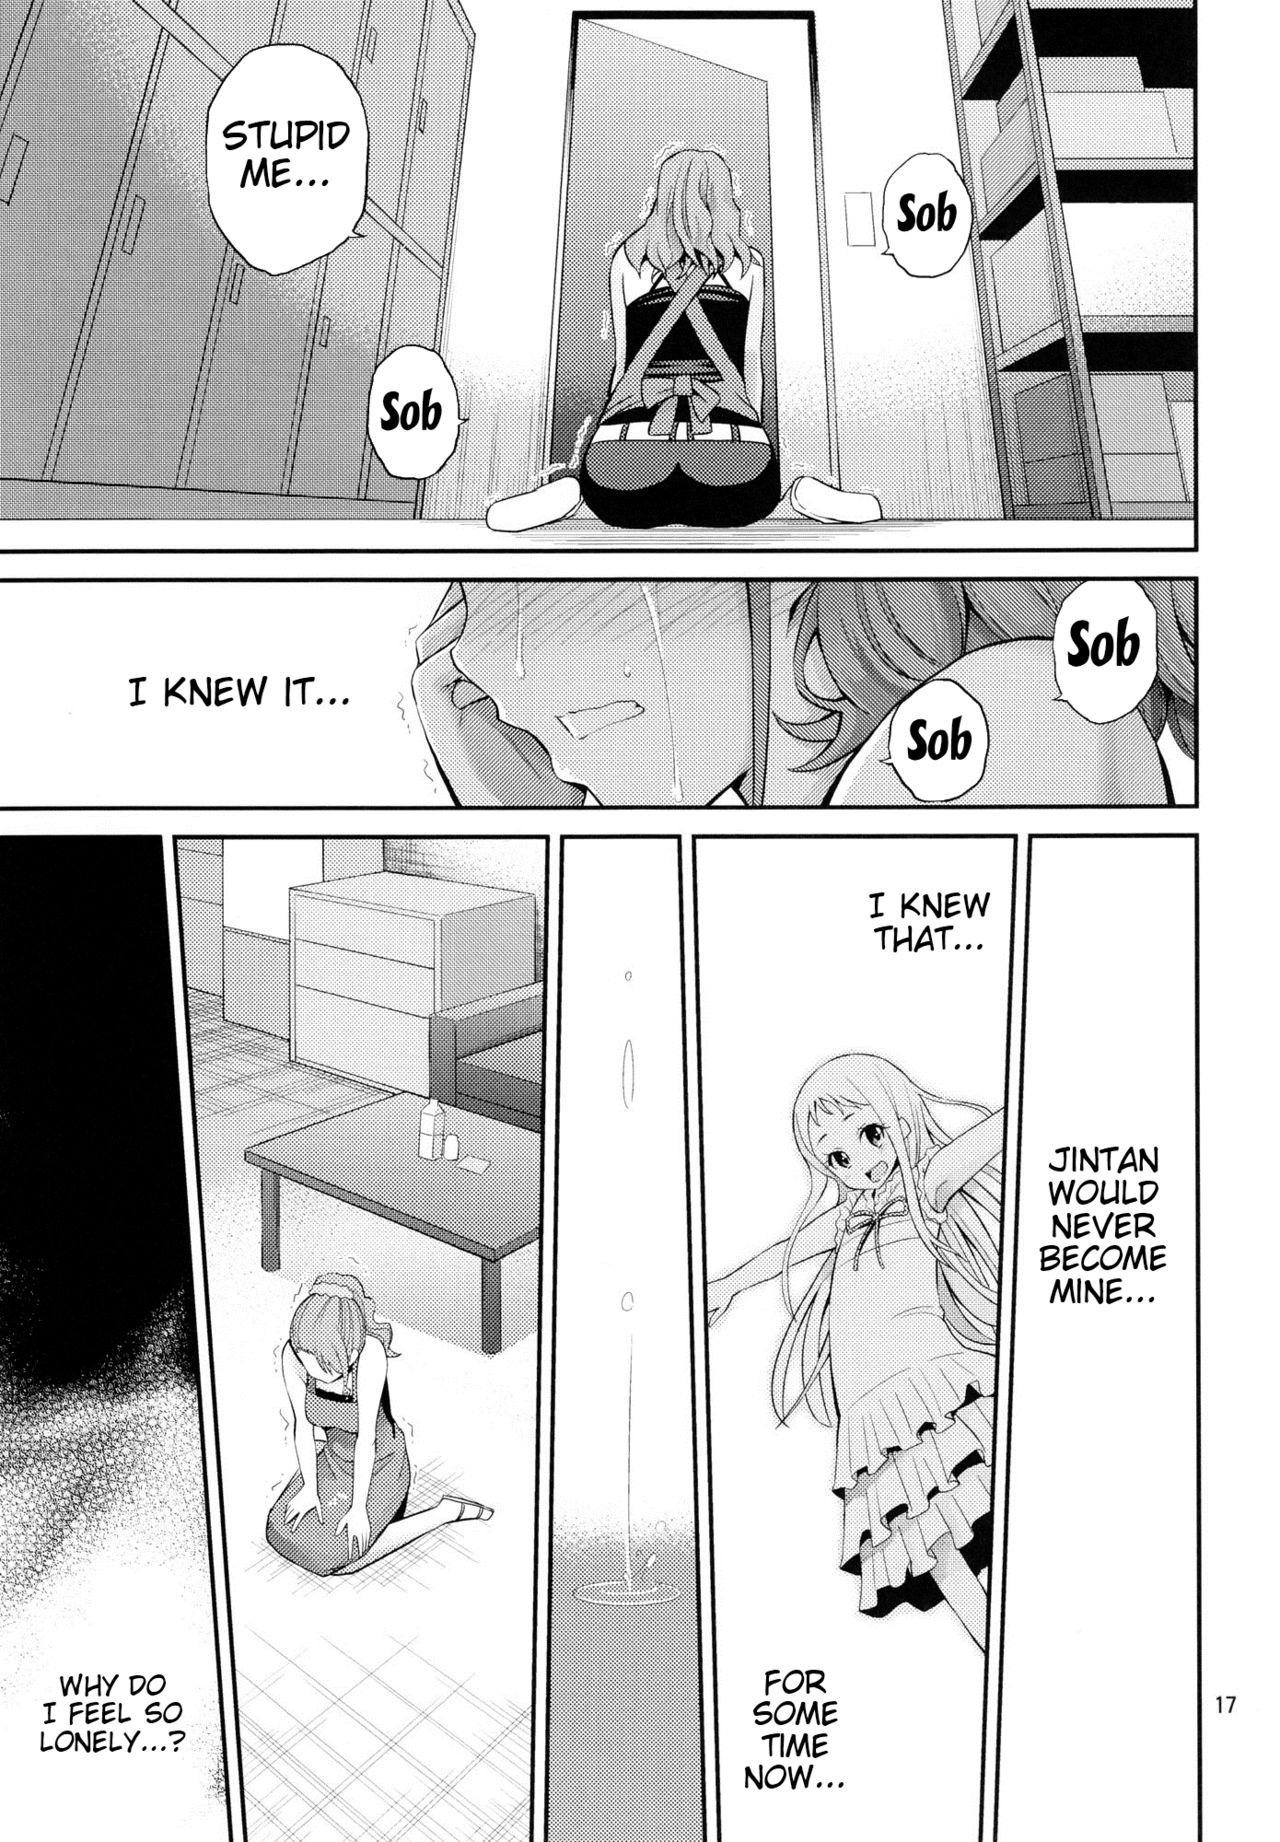 STUPID
ME...
Sob
Sob
Sob
Sob
I KNEW IT...
JINTAN
WOULD
NEVER
BECOME
MINE...
I KNEW
THAT...
FOR
SOME
TIME
NOW...
WHY DO
I FEEL SO
LONELY...?
17